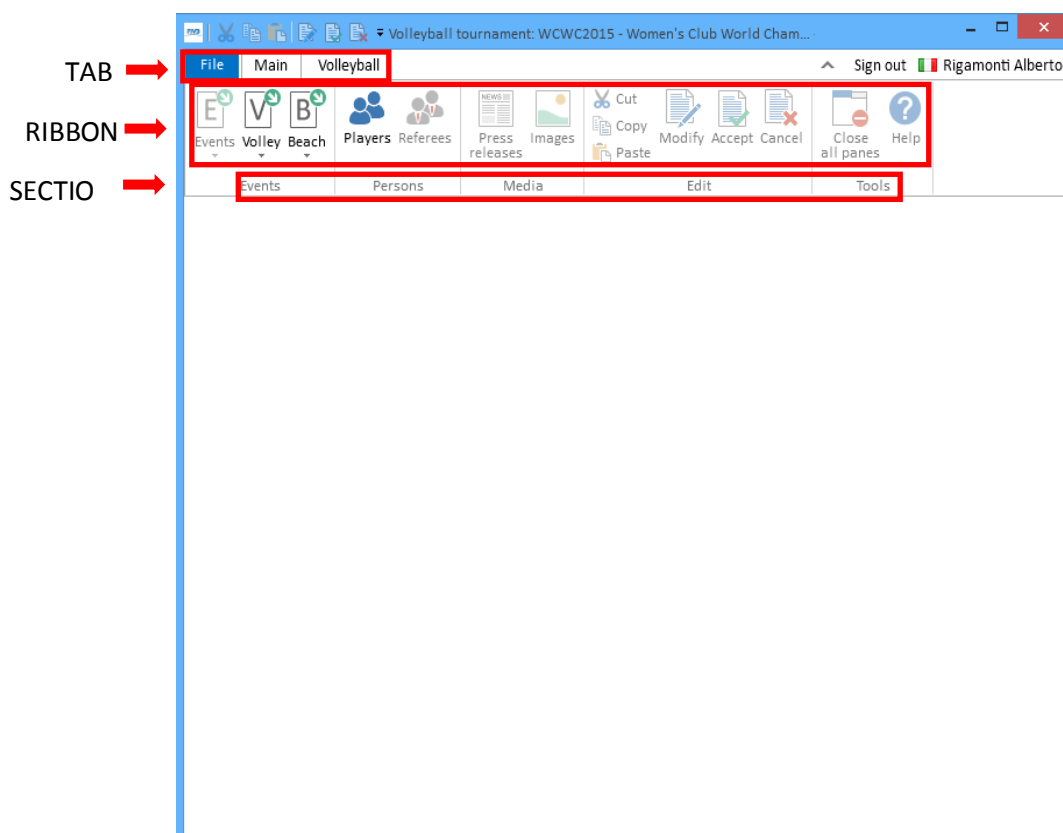 Volleyball tournament: WCWC2015 - Women's Club World Cham...
TAB
File Main Volleyball
Sign out Rigamonti Alberto
RIBBON
E V B
NEWS
Events Volley Beach
Players Referees
Press releases
Images
Cut
Copy
Paste
Modify Accept Cancel
Close all panes
Help
SECTIO
Events Persons Media Edit Tools